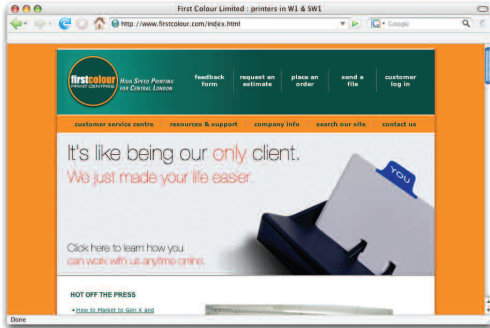 First Colour Limited : printers in W1 & SW1
http://www.firstcolour.com/index.html
Google
firstcolour
PRINT CENTRES
HIGH SPEED PRINTING
FOR CENTRAL LONDON
feedback
form
request an
estimate
place an
order
send a
file
customer
log in
customer service centre
resources & support
company info
search our site
contact us
It's like being our only client.
We just made your life easier.
YOU
Click here to learn how you
can work with us anytime online.
HOT OFF THE PRESS
How to Market to Gen X and
Done